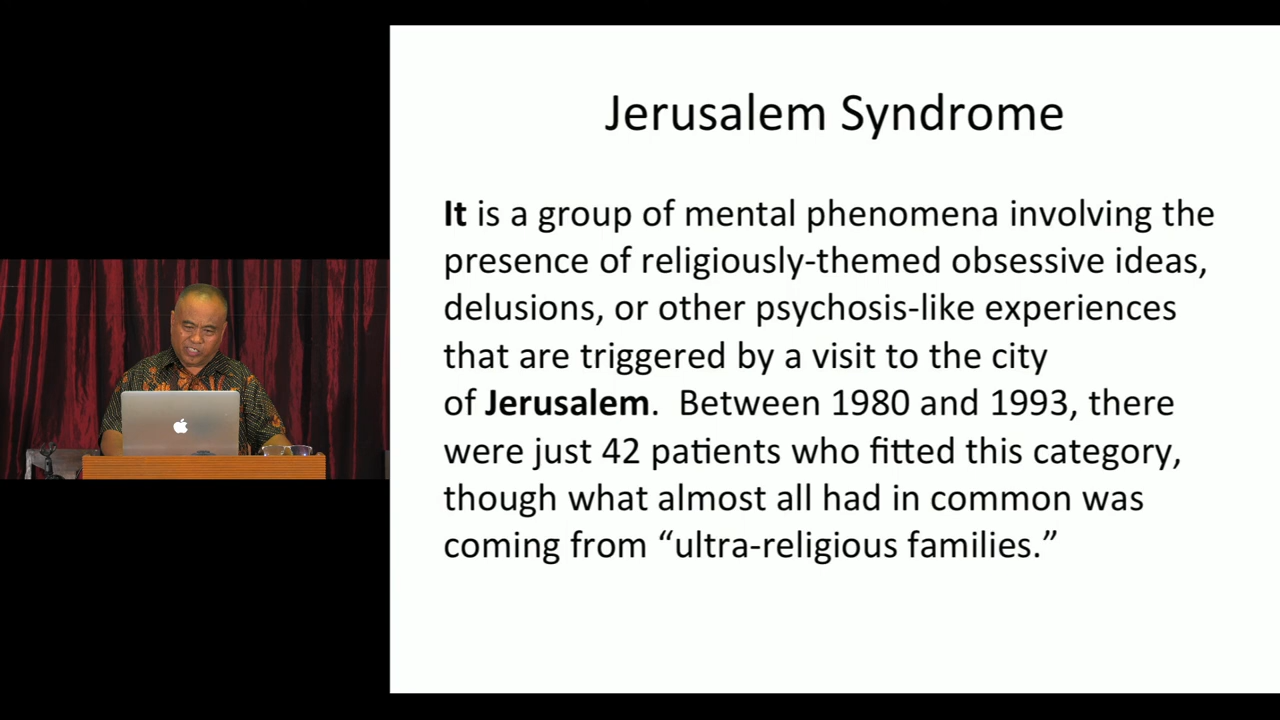 Jerusalem Syndrome
It is a group of mental phenomena involving the
presence of religiously-themed obsessive ideas,
delusions, or other psychosis-like experiences
that are triggered by a visit to the city
of Jerusalem.  Between 1980 and 1993, there
were just 42 patients who fitted this category,
though what almost all had in common was
coming from “ultra-religious families.”